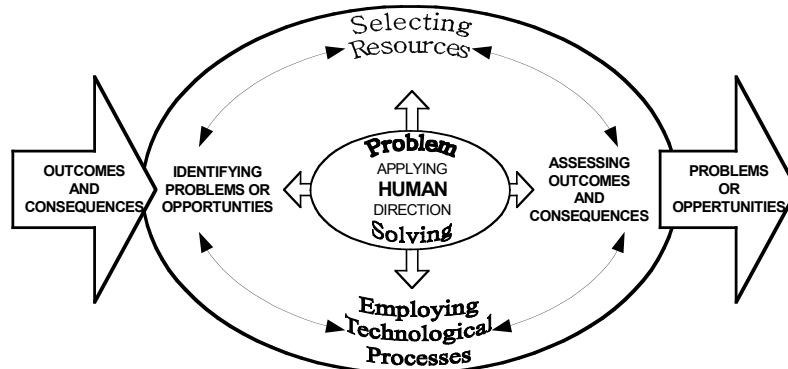 Selecting
Resources
OUTCOMES
AND
CONSEQUENCES
IDENTIFYING
PROBLEMS OR
OPPORTUNTIES
Problem
APPLYING
HUMAN
DIRECTION
Solving
ASSESSING
OUTCOMES
AND
CONSEQUENCES
PROBLEMS
OR
OPPERTUNITIES
Employing
Technological
Processes